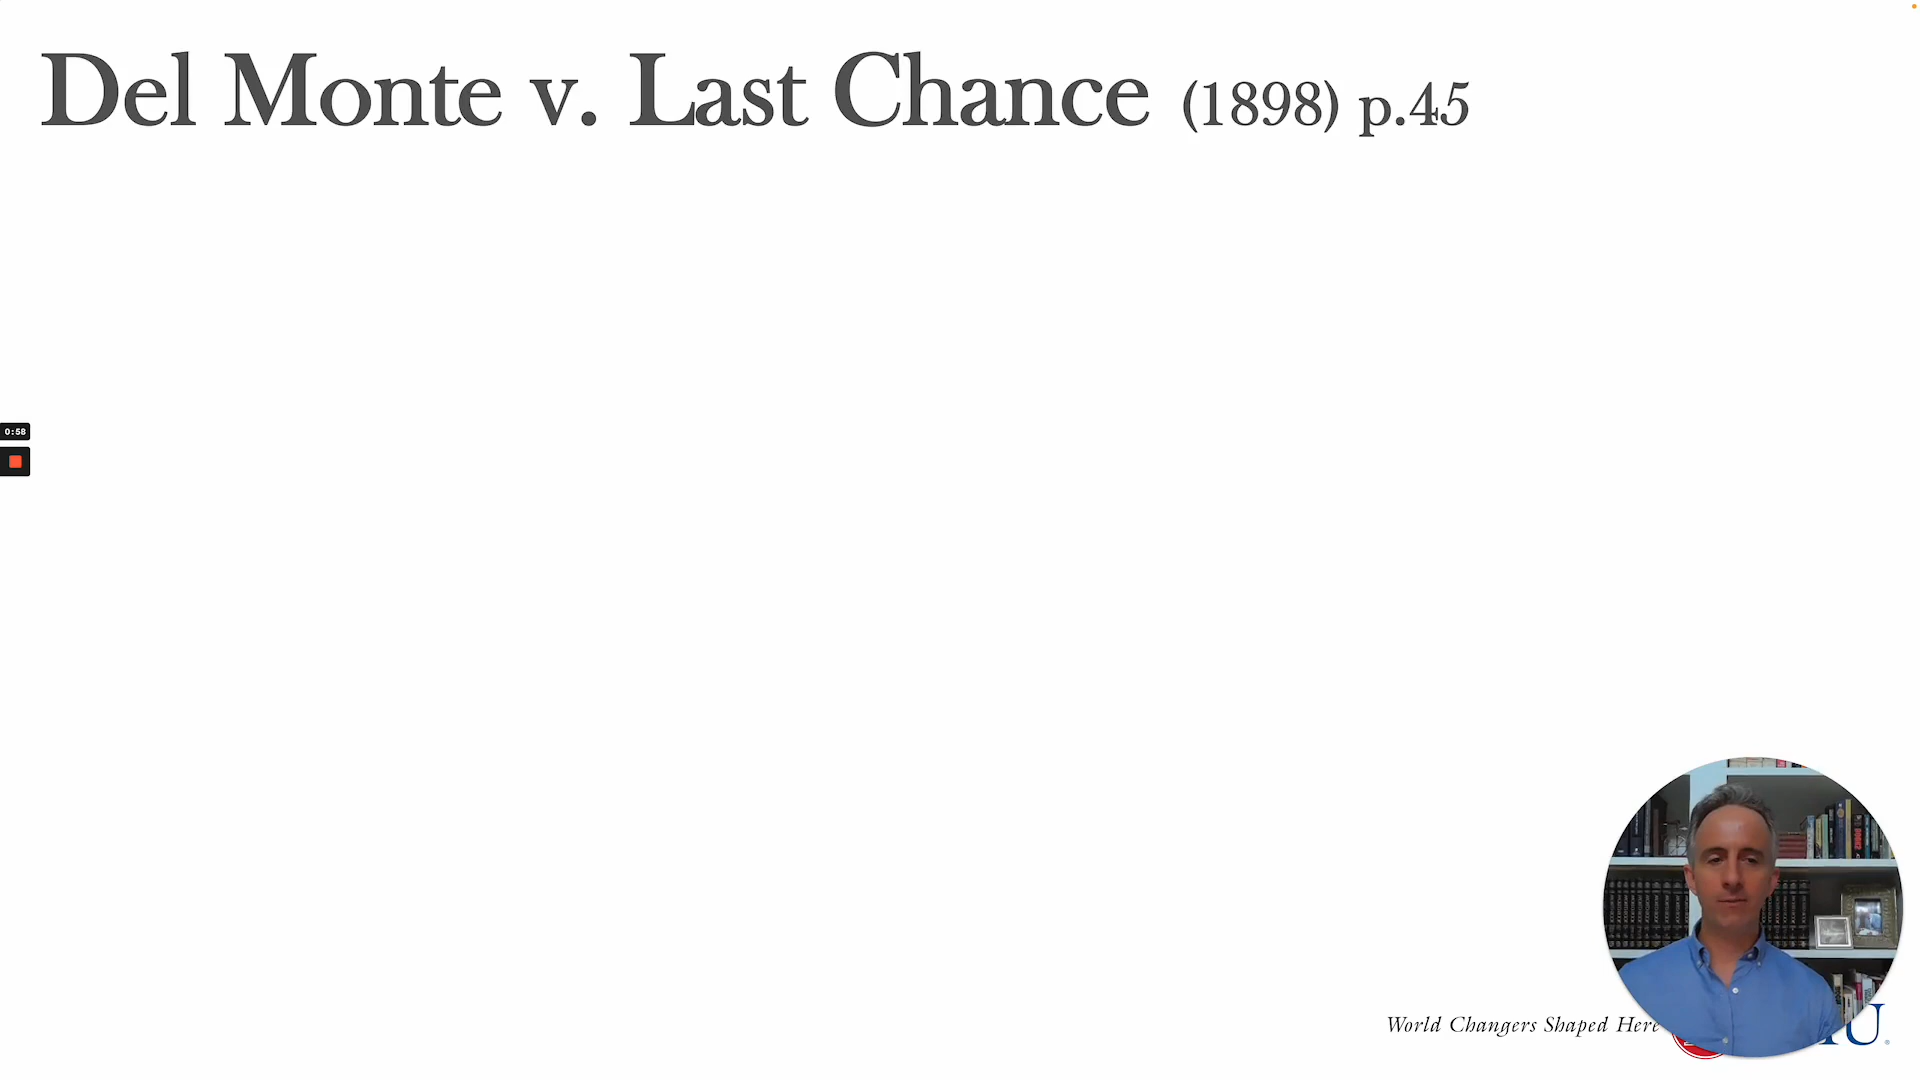 Del Monte v. Last Chance (1898) p.45
0:58
World Changers Shaped Here
U